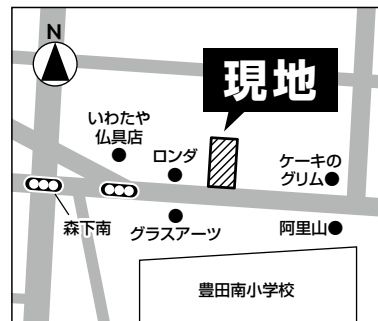 N
現地
いわたや
仏具店
ロンダ
ケーキの
グリム
森下南
グラスアーツ
阿里山
豊田南小学校